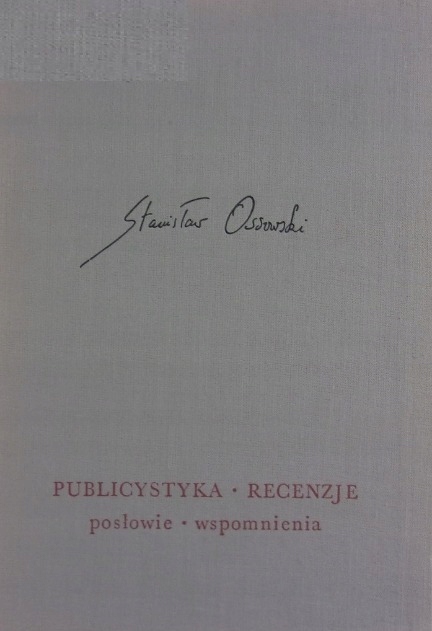 Stanisław Ossowski
PUBLICYSTYKA · RECENZJE
posłowie · wspomnienia